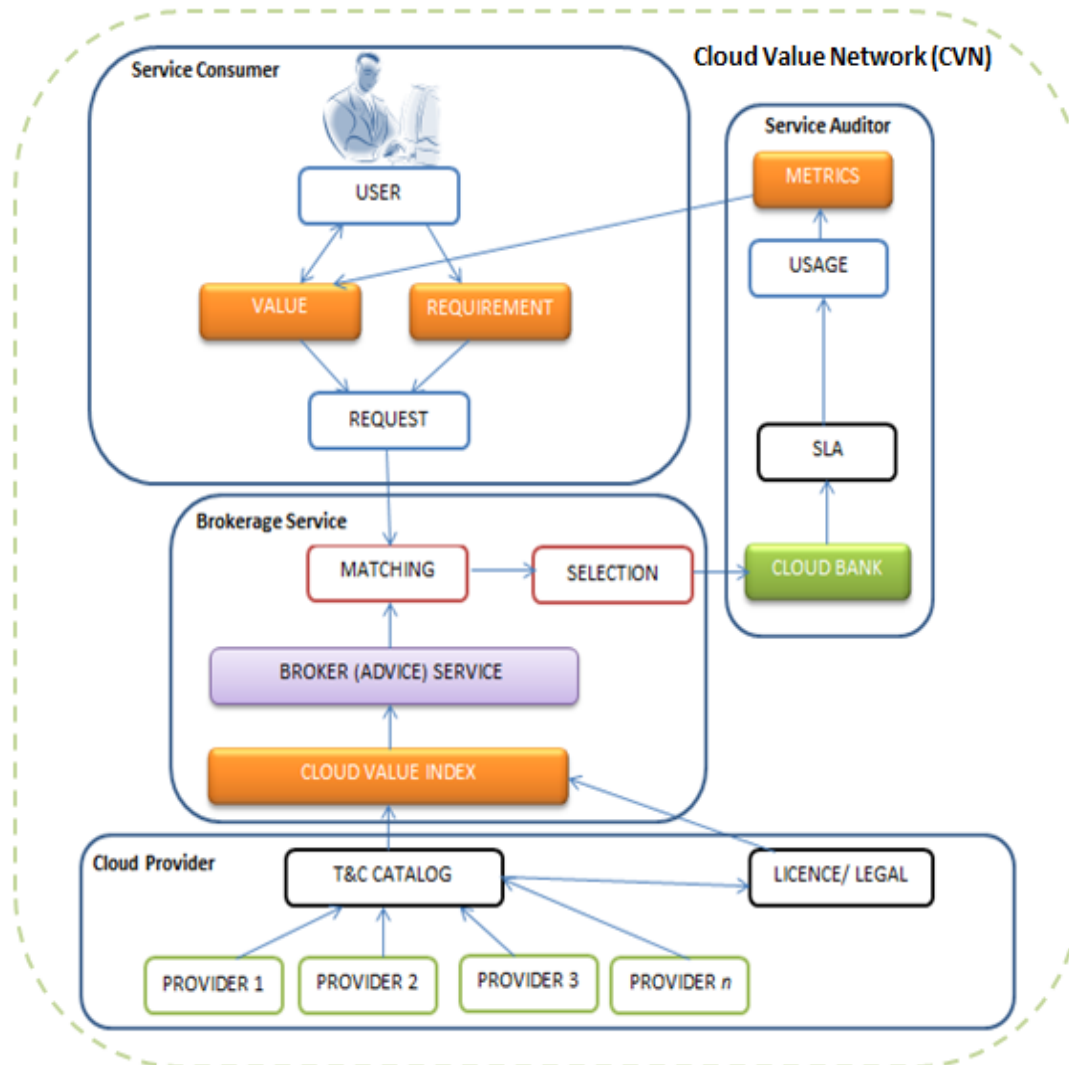 Cloud Value Network (CVN)
Service Consumer
USER
VALUE
REQUIREMENT
REQUEST
Service Auditor
METRICS
USAGE
SLA
CLOUD BANK
Brokerage Service
MATCHING
SELECTION
BROKER (ADVICE) SERVICE
CLOUD VALUE INDEX
Cloud Provider
T&C CATALOG
LICENCE/ LEGAL
PROVIDER 1
PROVIDER 2
PROVIDER 3
PROVIDER n